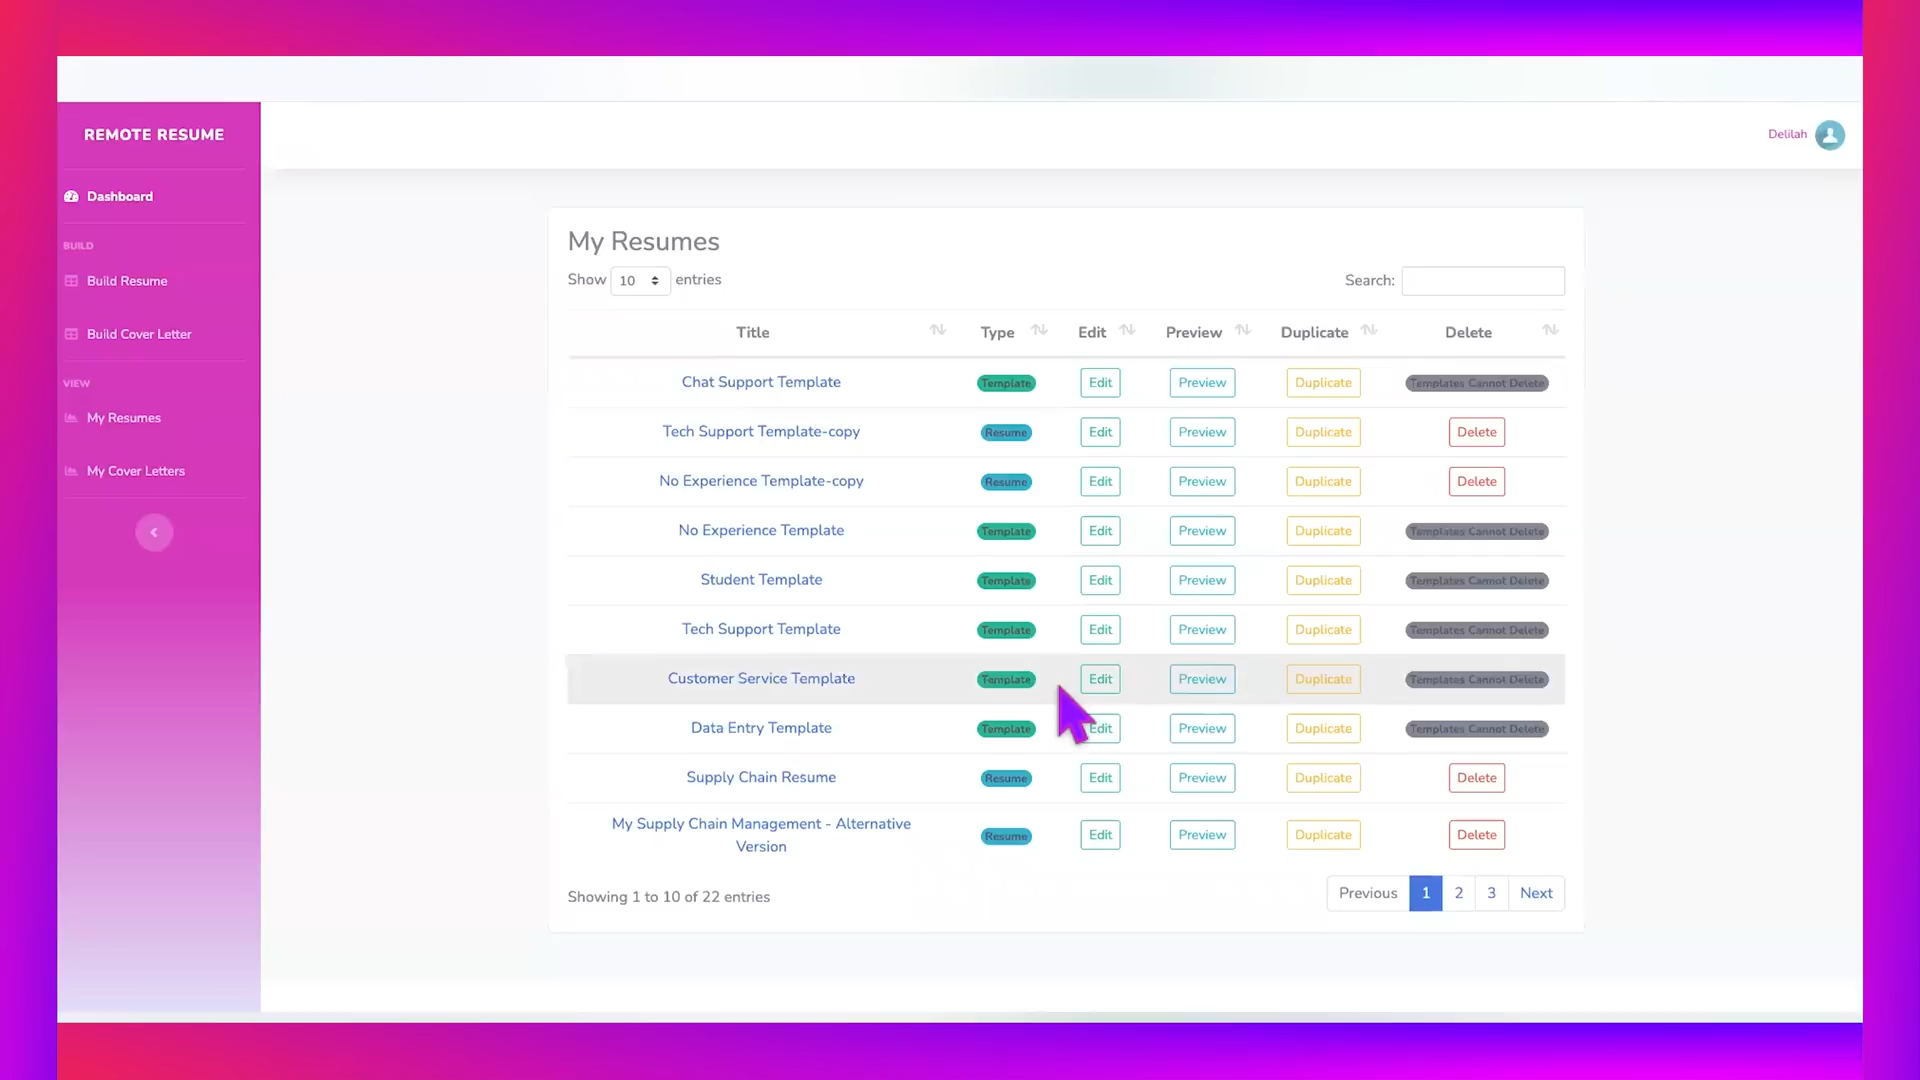 REMOTE RESUME
Delilah
Dashboard
BUILD
Build Resume
Build Cover Letter
VIEW
My Resumes
My Cover Letters
My Resumes
Show 10 entries
Search:
Title Type Edit Preview Duplicate Delete
Chat Support Template Template Edit Preview Duplicate Templates Cannot Delete
Tech Support Template-copy Resume Edit Preview Duplicate Delete
No Experience Template-copy Resume Edit Preview Duplicate Delete
No Experience Template Template Edit Preview Duplicate Templates Cannot Delete
Student Template Template Edit Preview Duplicate Templates Cannot Delete
Tech Support Template Template Edit Preview Duplicate Templates Cannot Delete
Customer Service Template Template Edit Preview Duplicate Templates Cannot Delete
Data Entry Template Template Edit Preview Duplicate Templates Cannot Delete
Supply Chain Resume Resume Edit Preview Duplicate Delete
My Supply Chain Management - Alternative
Version Resume Edit Preview Duplicate Delete
Showing 1 to 10 of 22 entries
Previous 1 2 3 Next